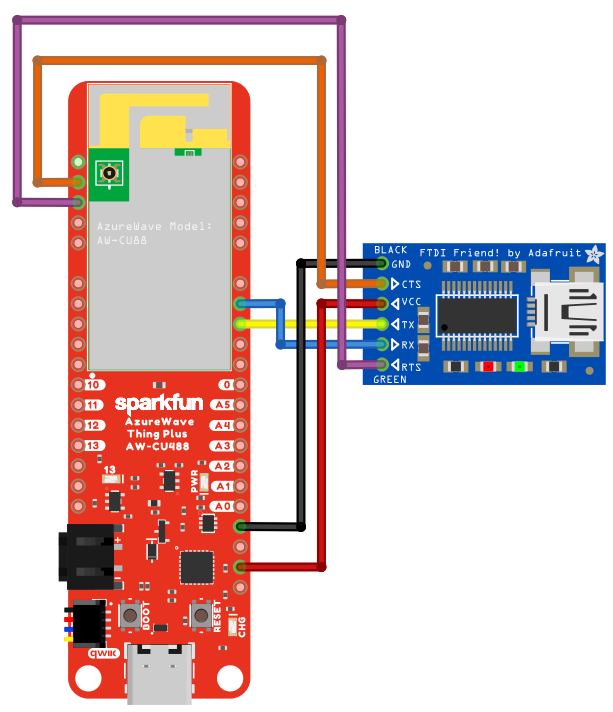 AzureWave Model:
AW-CU88
BLACK
FTDI Friend! by Adafruit
GND
CTS
VCC
TX
RX
RTS
GREEN
10
0
11
sparkfun
A5
12
AzureWave
Thing Plus
A4
13
AW-CU488
A3
A2
13
PWR
A1
A0
+
-
BOOT
RESET
CHG
qwiic